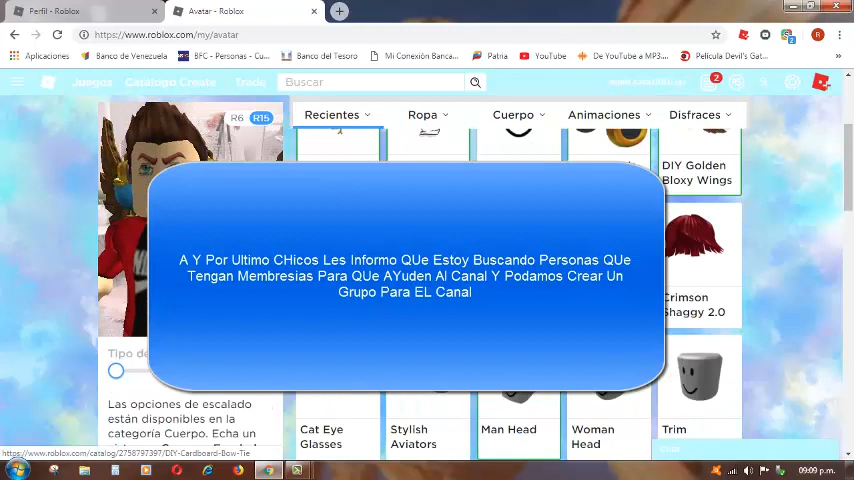 Perfil - Roblox
Avatar - Roblox
https://www.roblox.com/my/avatar
Aplicaciones
Banco de Venezuela
BFC - Personas - Cu...
Banco del Tesoro
Mi Conexión Banca...
Patria
YouTube
De YouTube a MP3...
Película Devil's Gat...
Juegos
Catálogo Create
Trade
Buscar
2
R6 R15
Recientes
Ropa
Cuerpo
Animaciones
Disfraces
DIY Golden
Bloxy Wings
A Y Por Ultimo CHicos Les Informo QUe Estoy Buscando Personas QUe
Tengan Membresias Para QUe AYuden Al Canal Y Podamos Crear Un
Grupo Para EL Canal
Crimson
Shaggy 2.0
Tipo de
Las opciones de escalado
están disponibles en la
categoría Cuerpo. Echa un
Cat Eye
Glasses
Stylish
Aviators
Man Head
Woman
Head
Trim
https://www.roblox.com/catalog/2758797397/DIY-Cardboard-Bow-Tie
09:09 p.m.